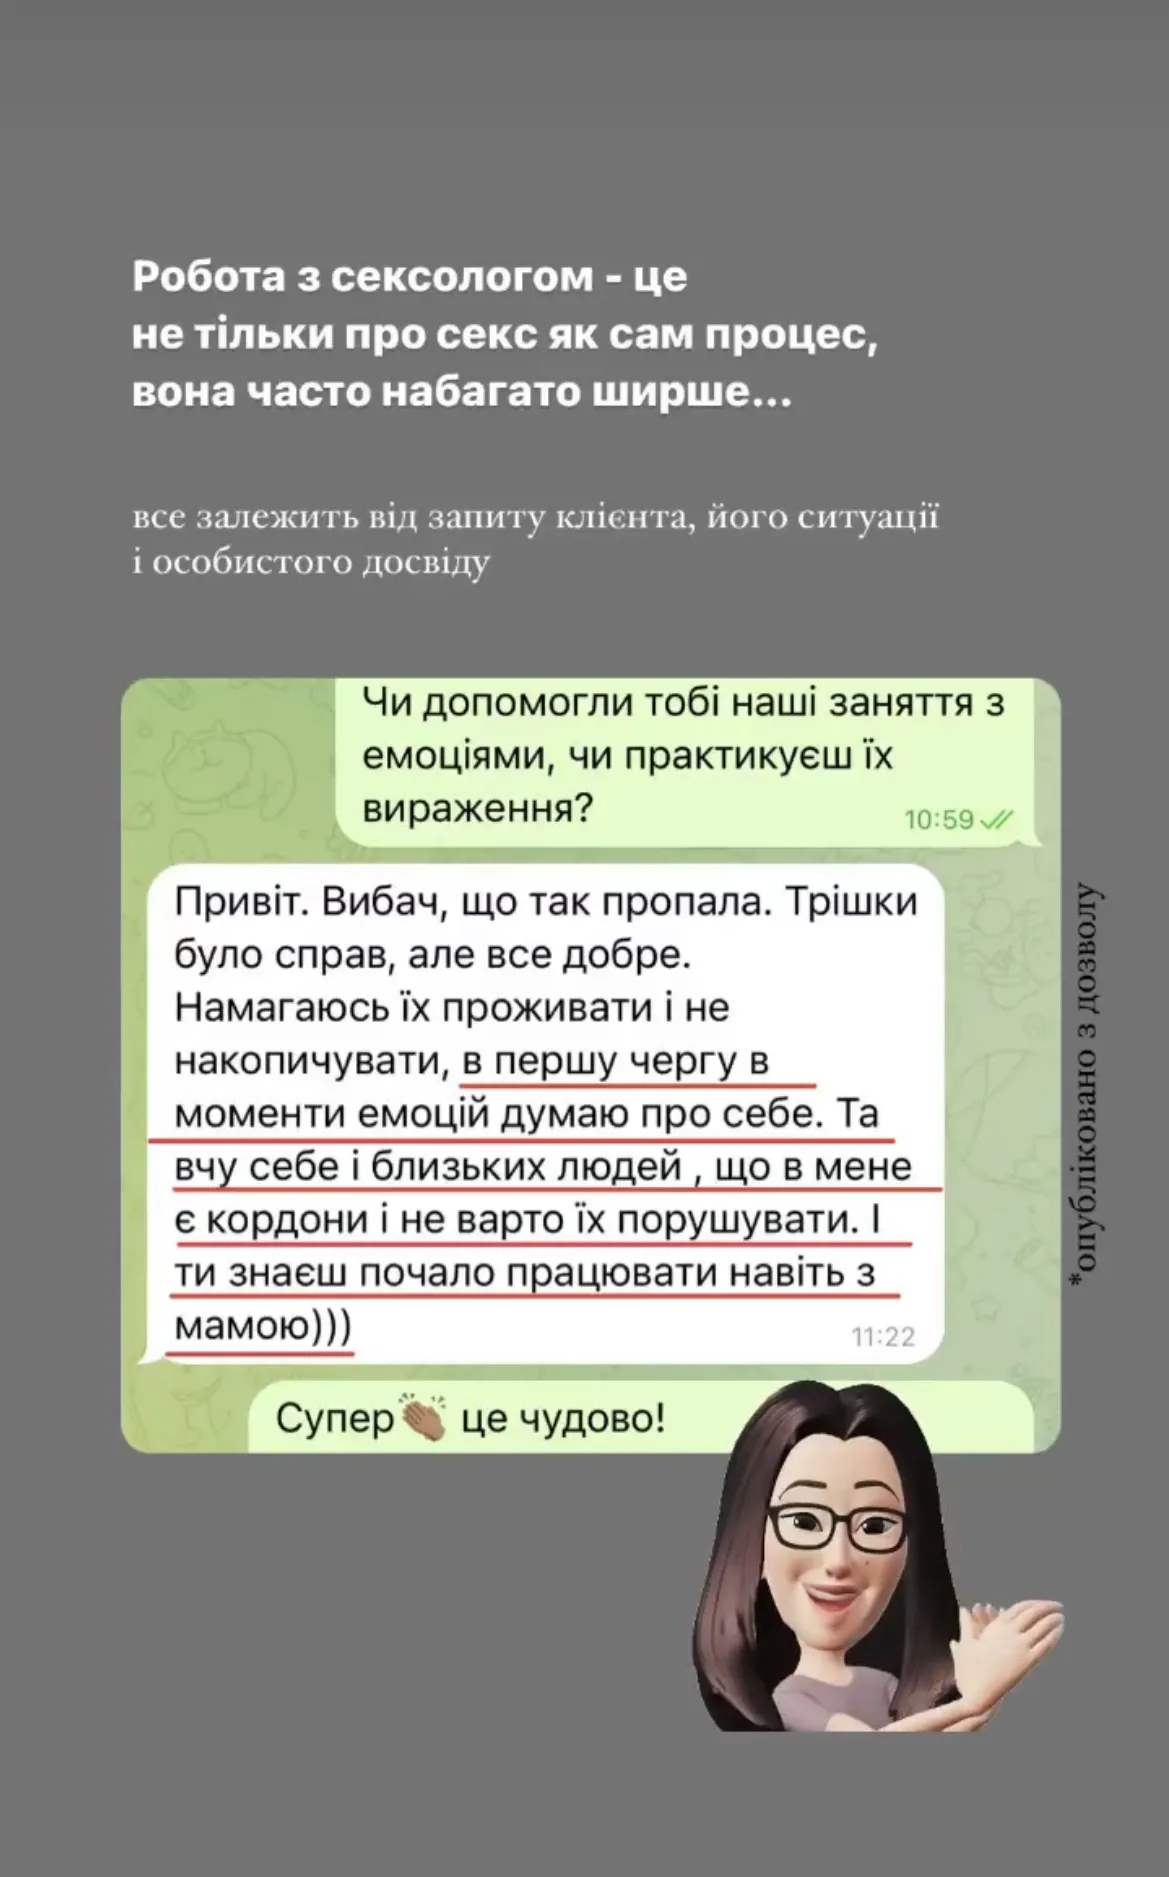 Робота з сексологом - це
не тільки про секс як сам процес,
вона часто набагато ширше...
все залежить від запиту клієнта, його ситуації
і особистого досвіду
Чи допомогли тобі наші заняття з
емоціями, чи практикуєш їх
вираження?
10:59
Привіт. Вибач, що так пропала. Трішки
було справ, але все добре.
Намагаюсь їх проживати і не
накопичувати, в першу чергу в
моменти емоцій думаю про себе. Та
вчу себе і близьких людей , що в мене
є кордони і не варто їх порушувати. І
ти знаєш почало працювати навіть з
мамою)))
11:22
Супер👏🏽 це чудово!
*опубліковано з дозволу